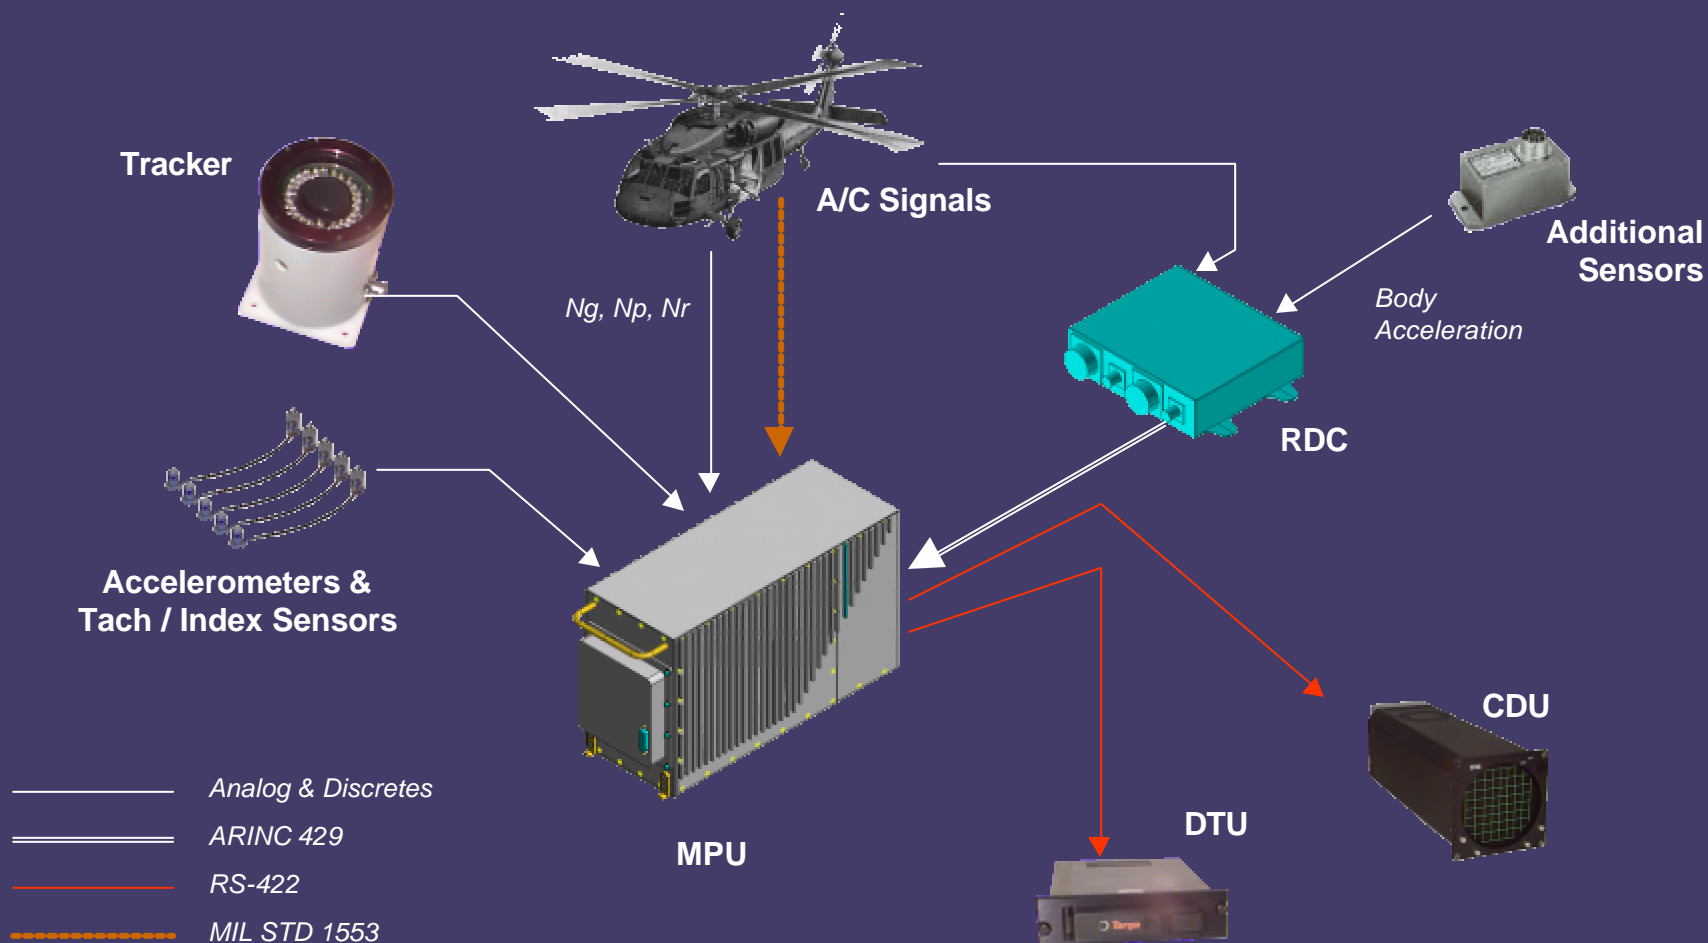 Tracker
A/C Signals
Additional
Sensors
Ng, Np, Nr
Body
Acceleration
RDC
Accelerometers &
Tach / Index Sensors
CDU
DTU
MPU
Analog & Discretes
ARINC 429
RS-422
MIL STD 1553